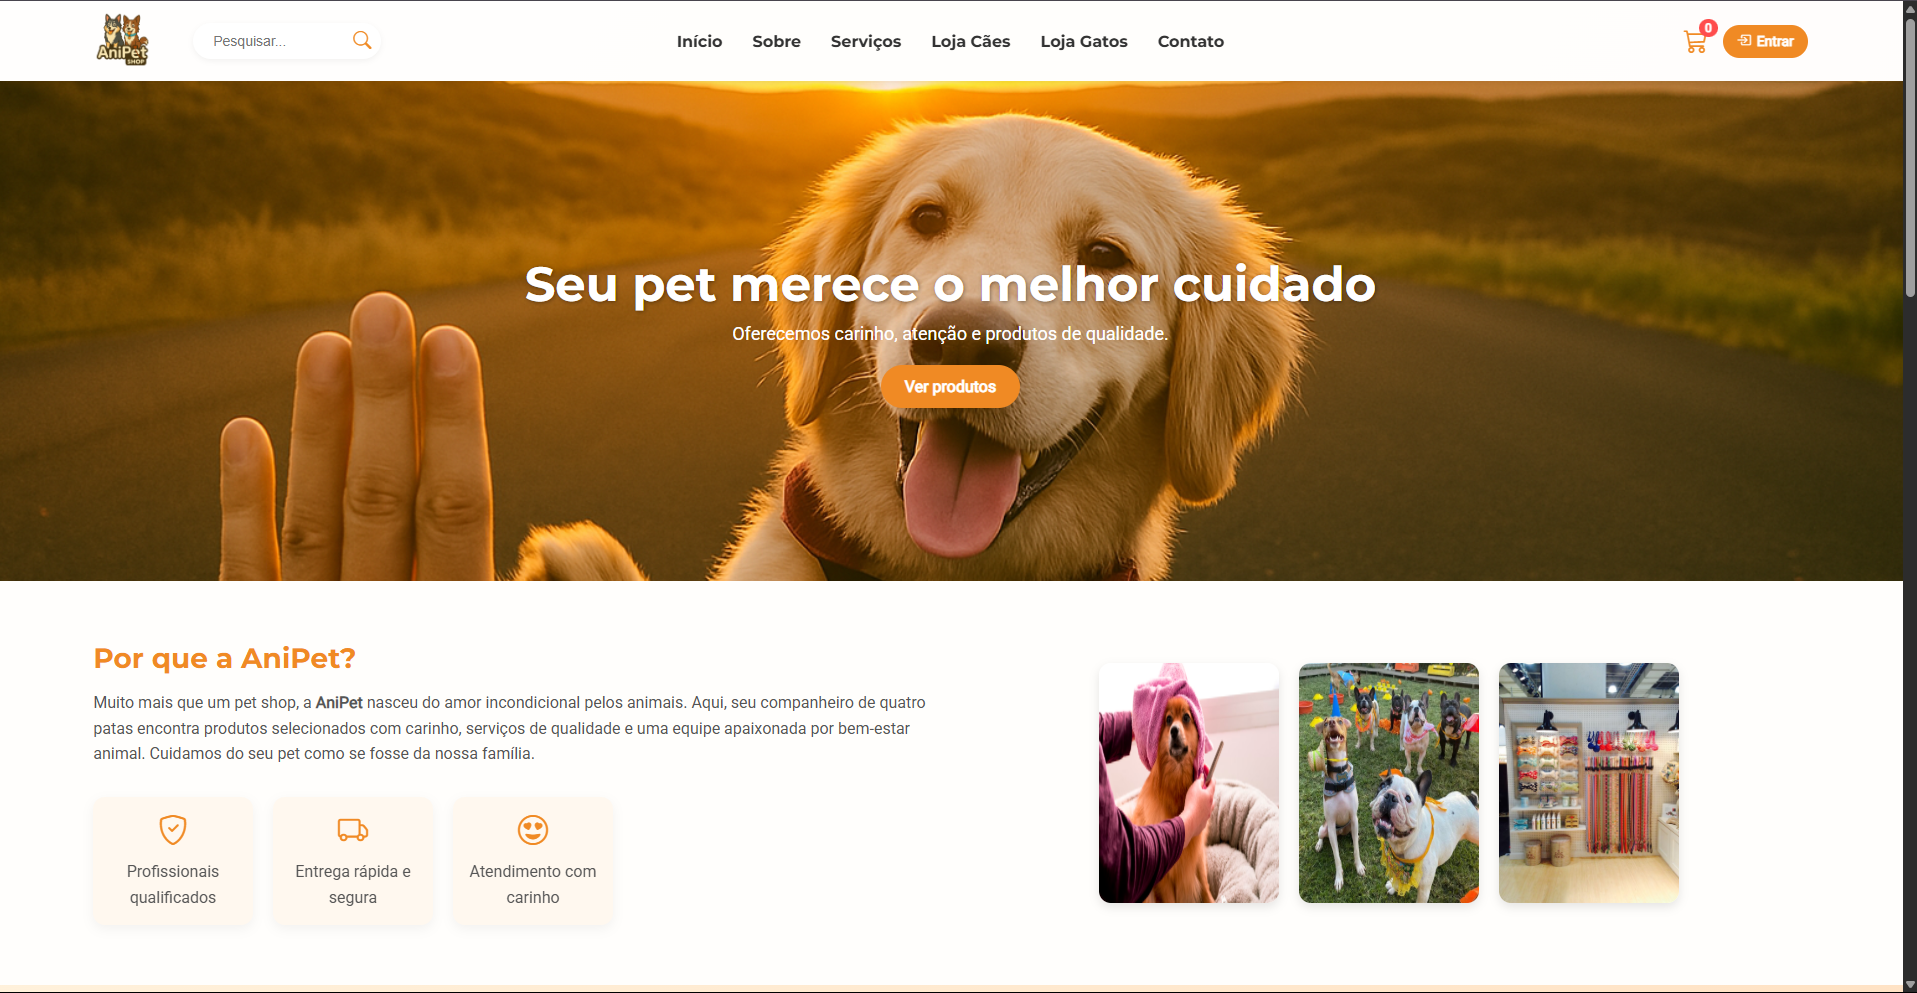 AniPet
SHOP
Pesquisar...
Início
Sobre
Serviços
Loja Cães
Loja Gatos
Contato
0
Entrar
Seu pet merece o melhor cuidado
Oferecemos carinho, atenção e produtos de qualidade.
Ver produtos
Por que a AniPet?
Muito mais que um pet shop, a AniPet nasceu do amor incondicional pelos animais. Aqui, seu companheiro de quatro
patas encontra produtos selecionados com carinho, serviços de qualidade e uma equipe apaixonada por bem-estar
animal. Cuidamos do seu pet como se fosse da nossa família.
Profissionais
qualificados
Entrega rápida e
segura
Atendimento com
carinho